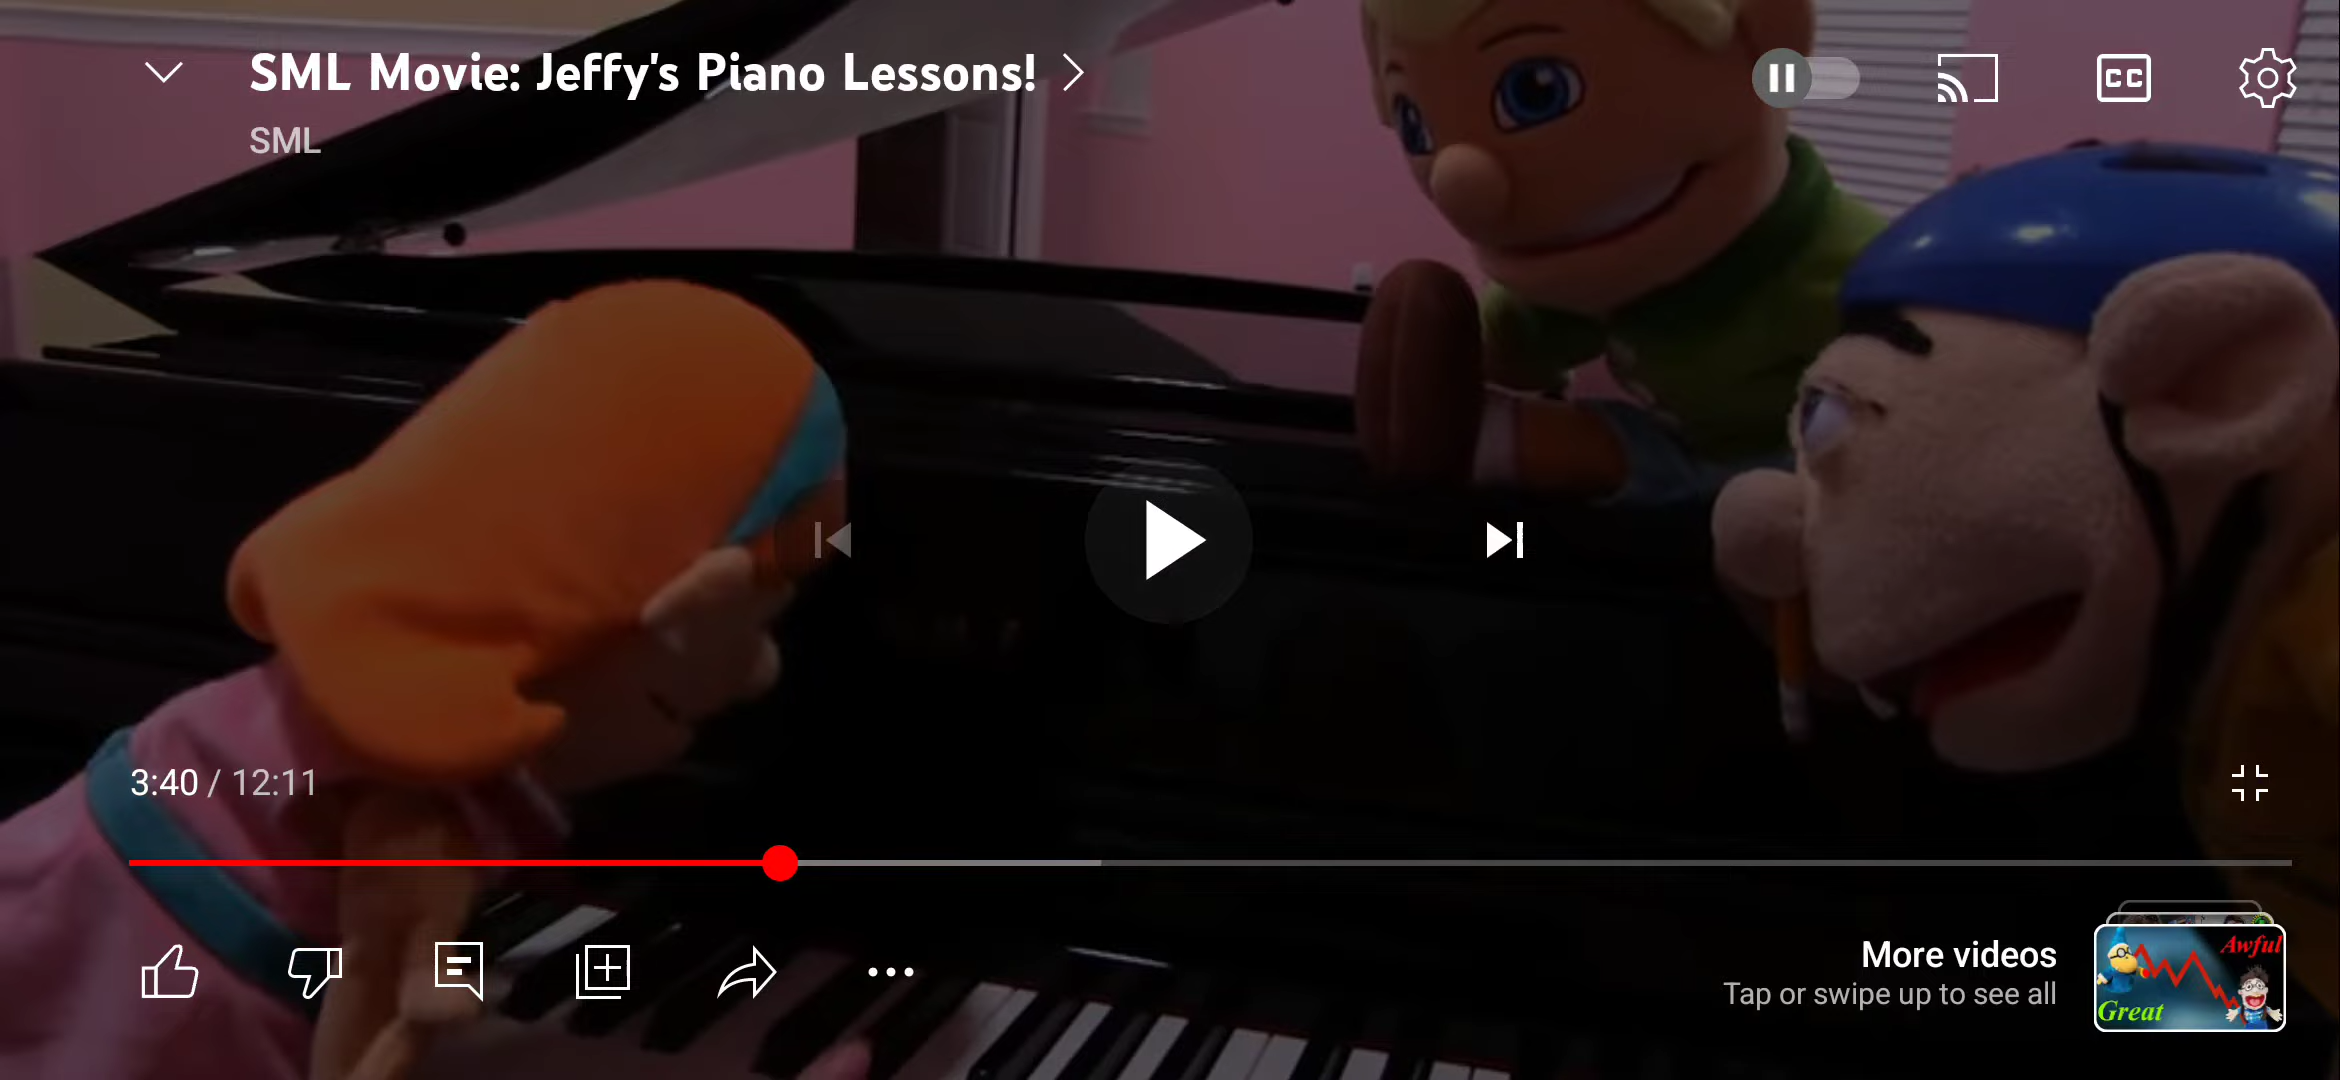 SML Movie: Jeffy's Piano Lessons!
SML
CC
3:40 / 12:11
More videos
Tap or swipe up to see all
Awful
Great